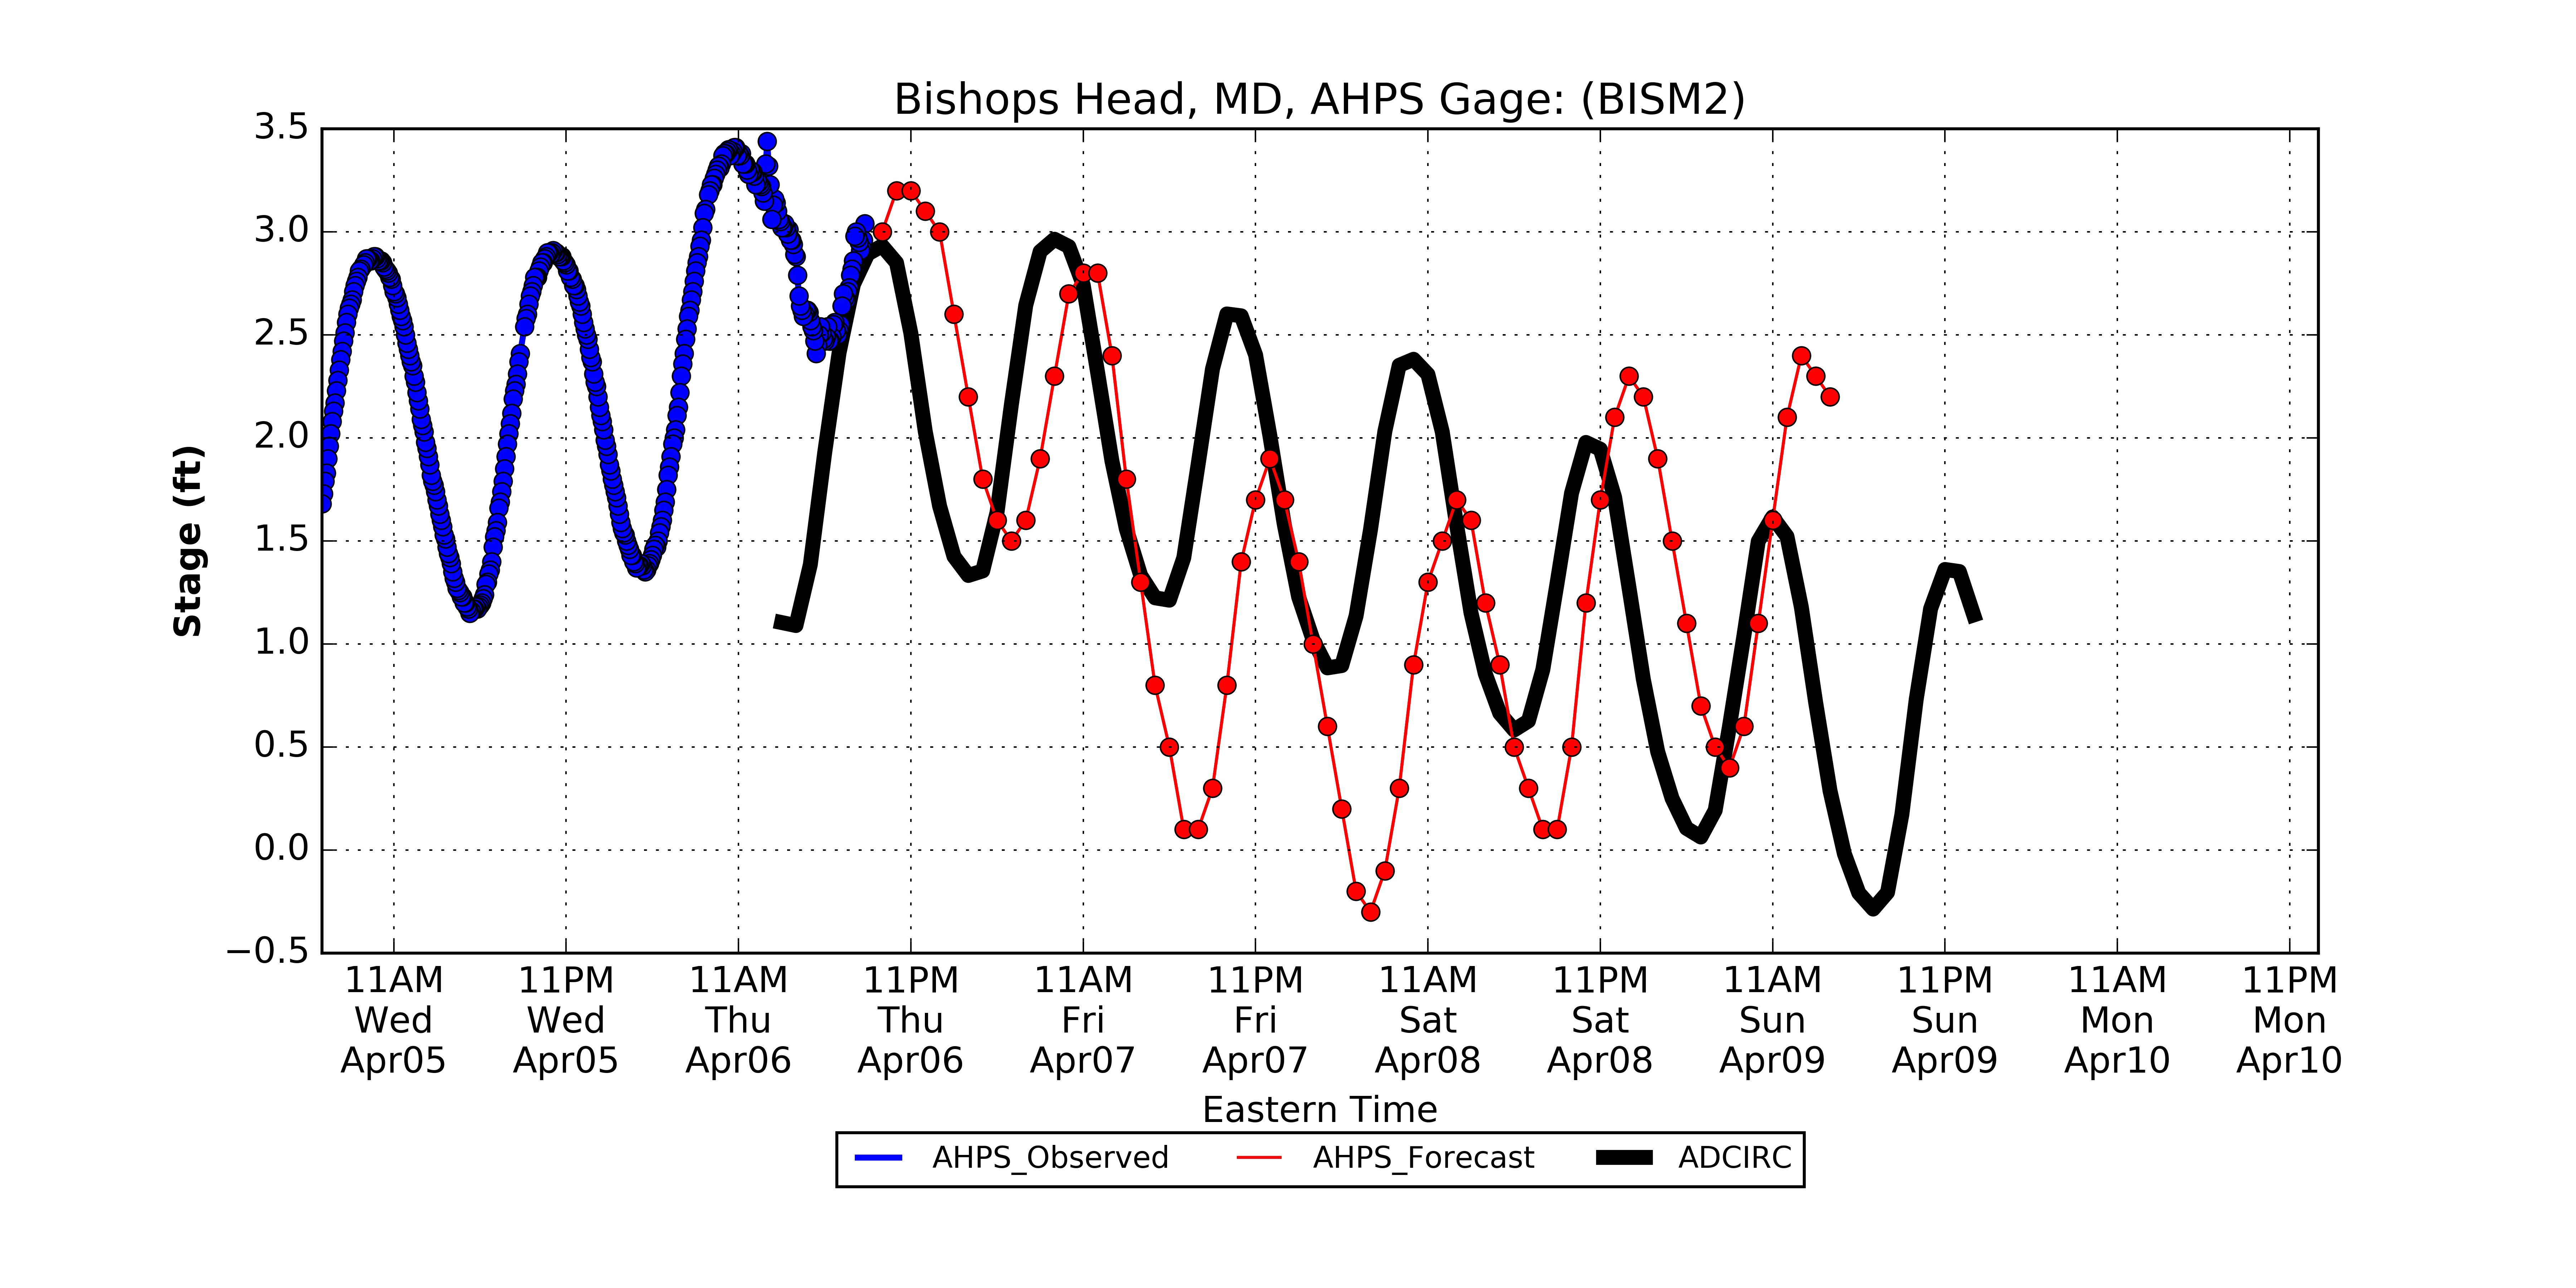 Bishops Head, MD, AHPS Gage: (BISM2)
3.5
3.0
2.5
2.0
1.5
1.0
0.5
0.0
−0.5
Stage (ft)
11AM 11PM 11AM 11PM 11AM 11PM 11AM 11PM 11AM 11PM 11AM 11PM
Wed Wed Thu Thu Fri Fri Sat Sat Sun Sun Mon Mon
Apr05 Apr05 Apr06 Apr06 Apr07 Apr07 Apr08 Apr08 Apr09 Apr09 Apr10 Apr10
Eastern Time
AHPS_Observed AHPS_Forecast ADCIRC